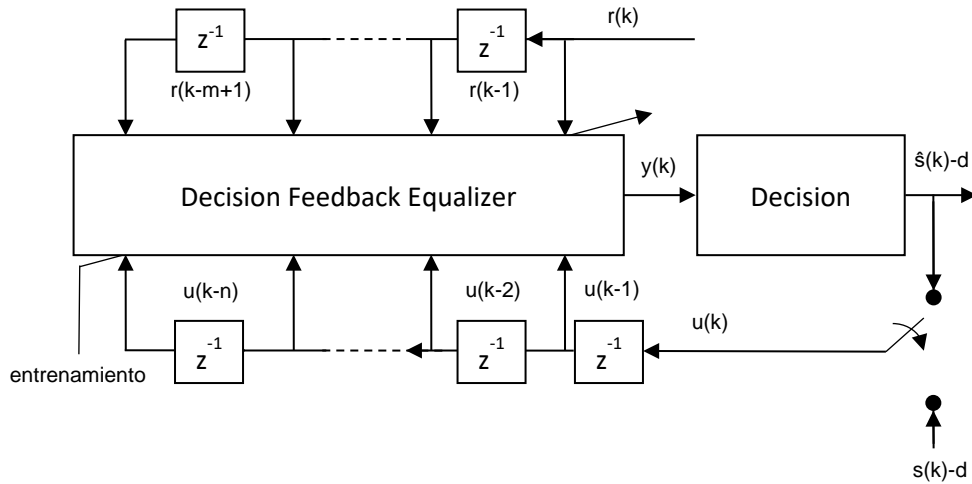 r(k)
z-1
z-1
r(k-m+1)
r(k-1)
Decision Feedback Equalizer
y(k)
Decision
ŝ(k)-d
u(k-n)
u(k-2)
u(k-1)
u(k)
z-1
z-1
z-1
entrenamiento
s(k)-d